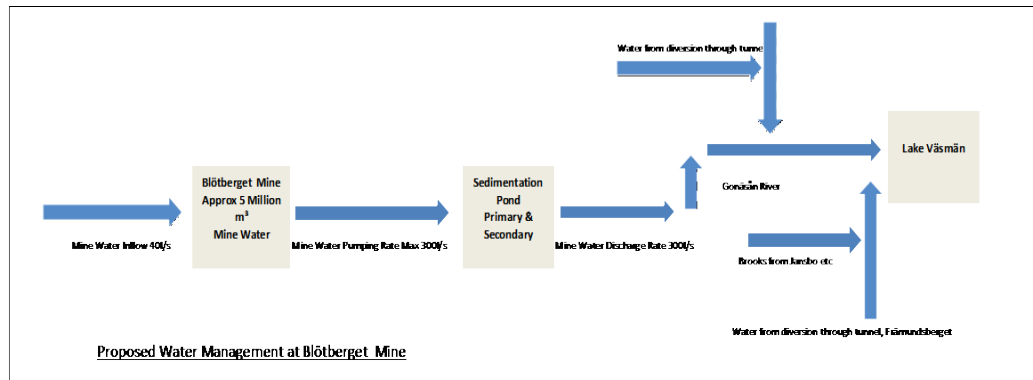 Water from diversion through tunne
Blötberget Mine
Approx 5 Million
m³
Mine Water
Sedimentation
Pond
Primary &
Secondary
Lake Väsmän
Gonäsån River
Mine Water Inflow 40l/s
Mine Water Pumping Rate Max 300l/s
Mine Water Discharge Rate 300l/s
Brooks from Jansbo etc
Water from diversion through tunnel, Främundsberget
Proposed Water Management at Blötberget Mine